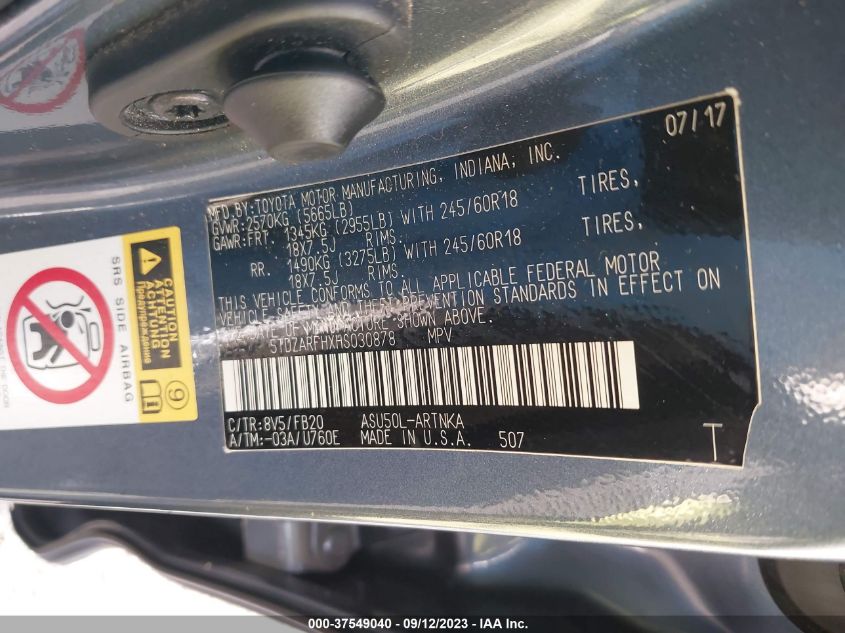 07/17
MFD.BY:TOYOTA MOTOR MANUFACTURING, INDIANA, INC.
GVWR:2570KG (5665LB)
GAWR:FRT. 1345KG (2955LB) WITH 245/60R18 TIRES,
18X7.5J RIMS.
RR. 1490KG (3275LB) WITH 245/60R18 TIRES,
18X7.5J RIMS.
THIS VEHICLE CONFORMS TO ALL APPLICABLE FEDERAL MOTOR
VEHICLE SAFETY AND THEFT PREVENTION STANDARDS IN EFFECT ON
THE DATE OF MANUFACTURE SHOWN ABOVE.
5TDZARFHXHS030878 MPV
C/TR:8V5/FB20 ASU50L-ARTNKA
A/TM:-03A/U760E MADE IN U.S.A. 507
T
SRS SIDE AIRBAG
CAUTION
ATTENTION
ACHTUNG
Предупреждение
9
000-37549040 - 09/12/2023 - IAA Inc.